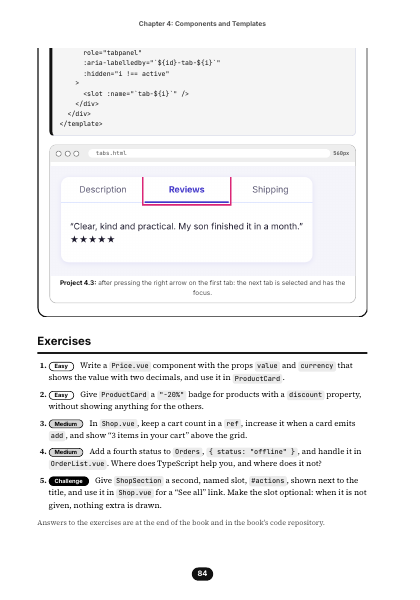 Chapter 4: Components and Templates
role="tabpanel"
:aria-labelledby="`${id}-tab-${i}`"
:hidden="i !== active"
>
<slot :name="`tab-${i}`" />
</div>
</div>
</template>
tabs.html
560px
Description Reviews Shipping
“Clear, kind and practical. My son finished it in a month.”
★★★★★
Project 4.3: after pressing the right arrow on the first tab: the next tab is selected and has the
focus.
Exercises
1. Easy Write a Price.vue component with the props value and currency that
shows the value with two decimals, and use it in ProductCard.
2. Easy Give ProductCard a "-20%" badge for products with a discount property,
without showing anything for the others.
3. Medium In Shop.vue, keep a cart count in a ref, increase it when a card emits
add, and show “3 items in your cart” above the grid.
4. Medium Add a fourth status to Orders, { status: "offline" }, and handle it in
OrderList.vue. Where does TypeScript help you, and where does it not?
5. Challenge Give ShopSection a second, named slot, #actions, shown next to the
title, and use it in Shop.vue for a “See all” link. Make the slot optional: when it is not
given, nothing extra is drawn.
Answers to the exercises are at the end of the book and in the book’s code repository.
84